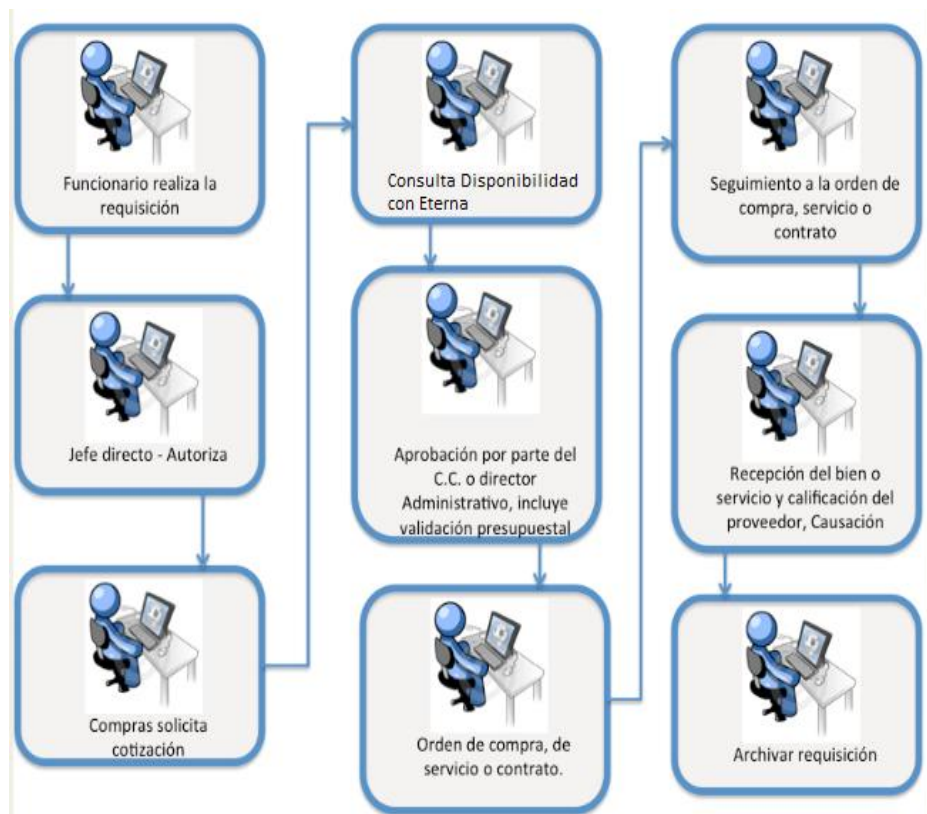 Funcionario realiza la
requisición
Jefe directo - Autoriza
Compras solicita
cotización
Consulta Disponibilidad
con Eterna
Aprobación por parte del
C.C. o director
Administrativo, incluye
validación presupuestal
Orden de compra, de
servicio o contrato.
Seguimiento a la orden de
compra, servicio o
contrato
Recepción del bien o
servicio y calificación del
proveedor, Causación
Archivar requisición